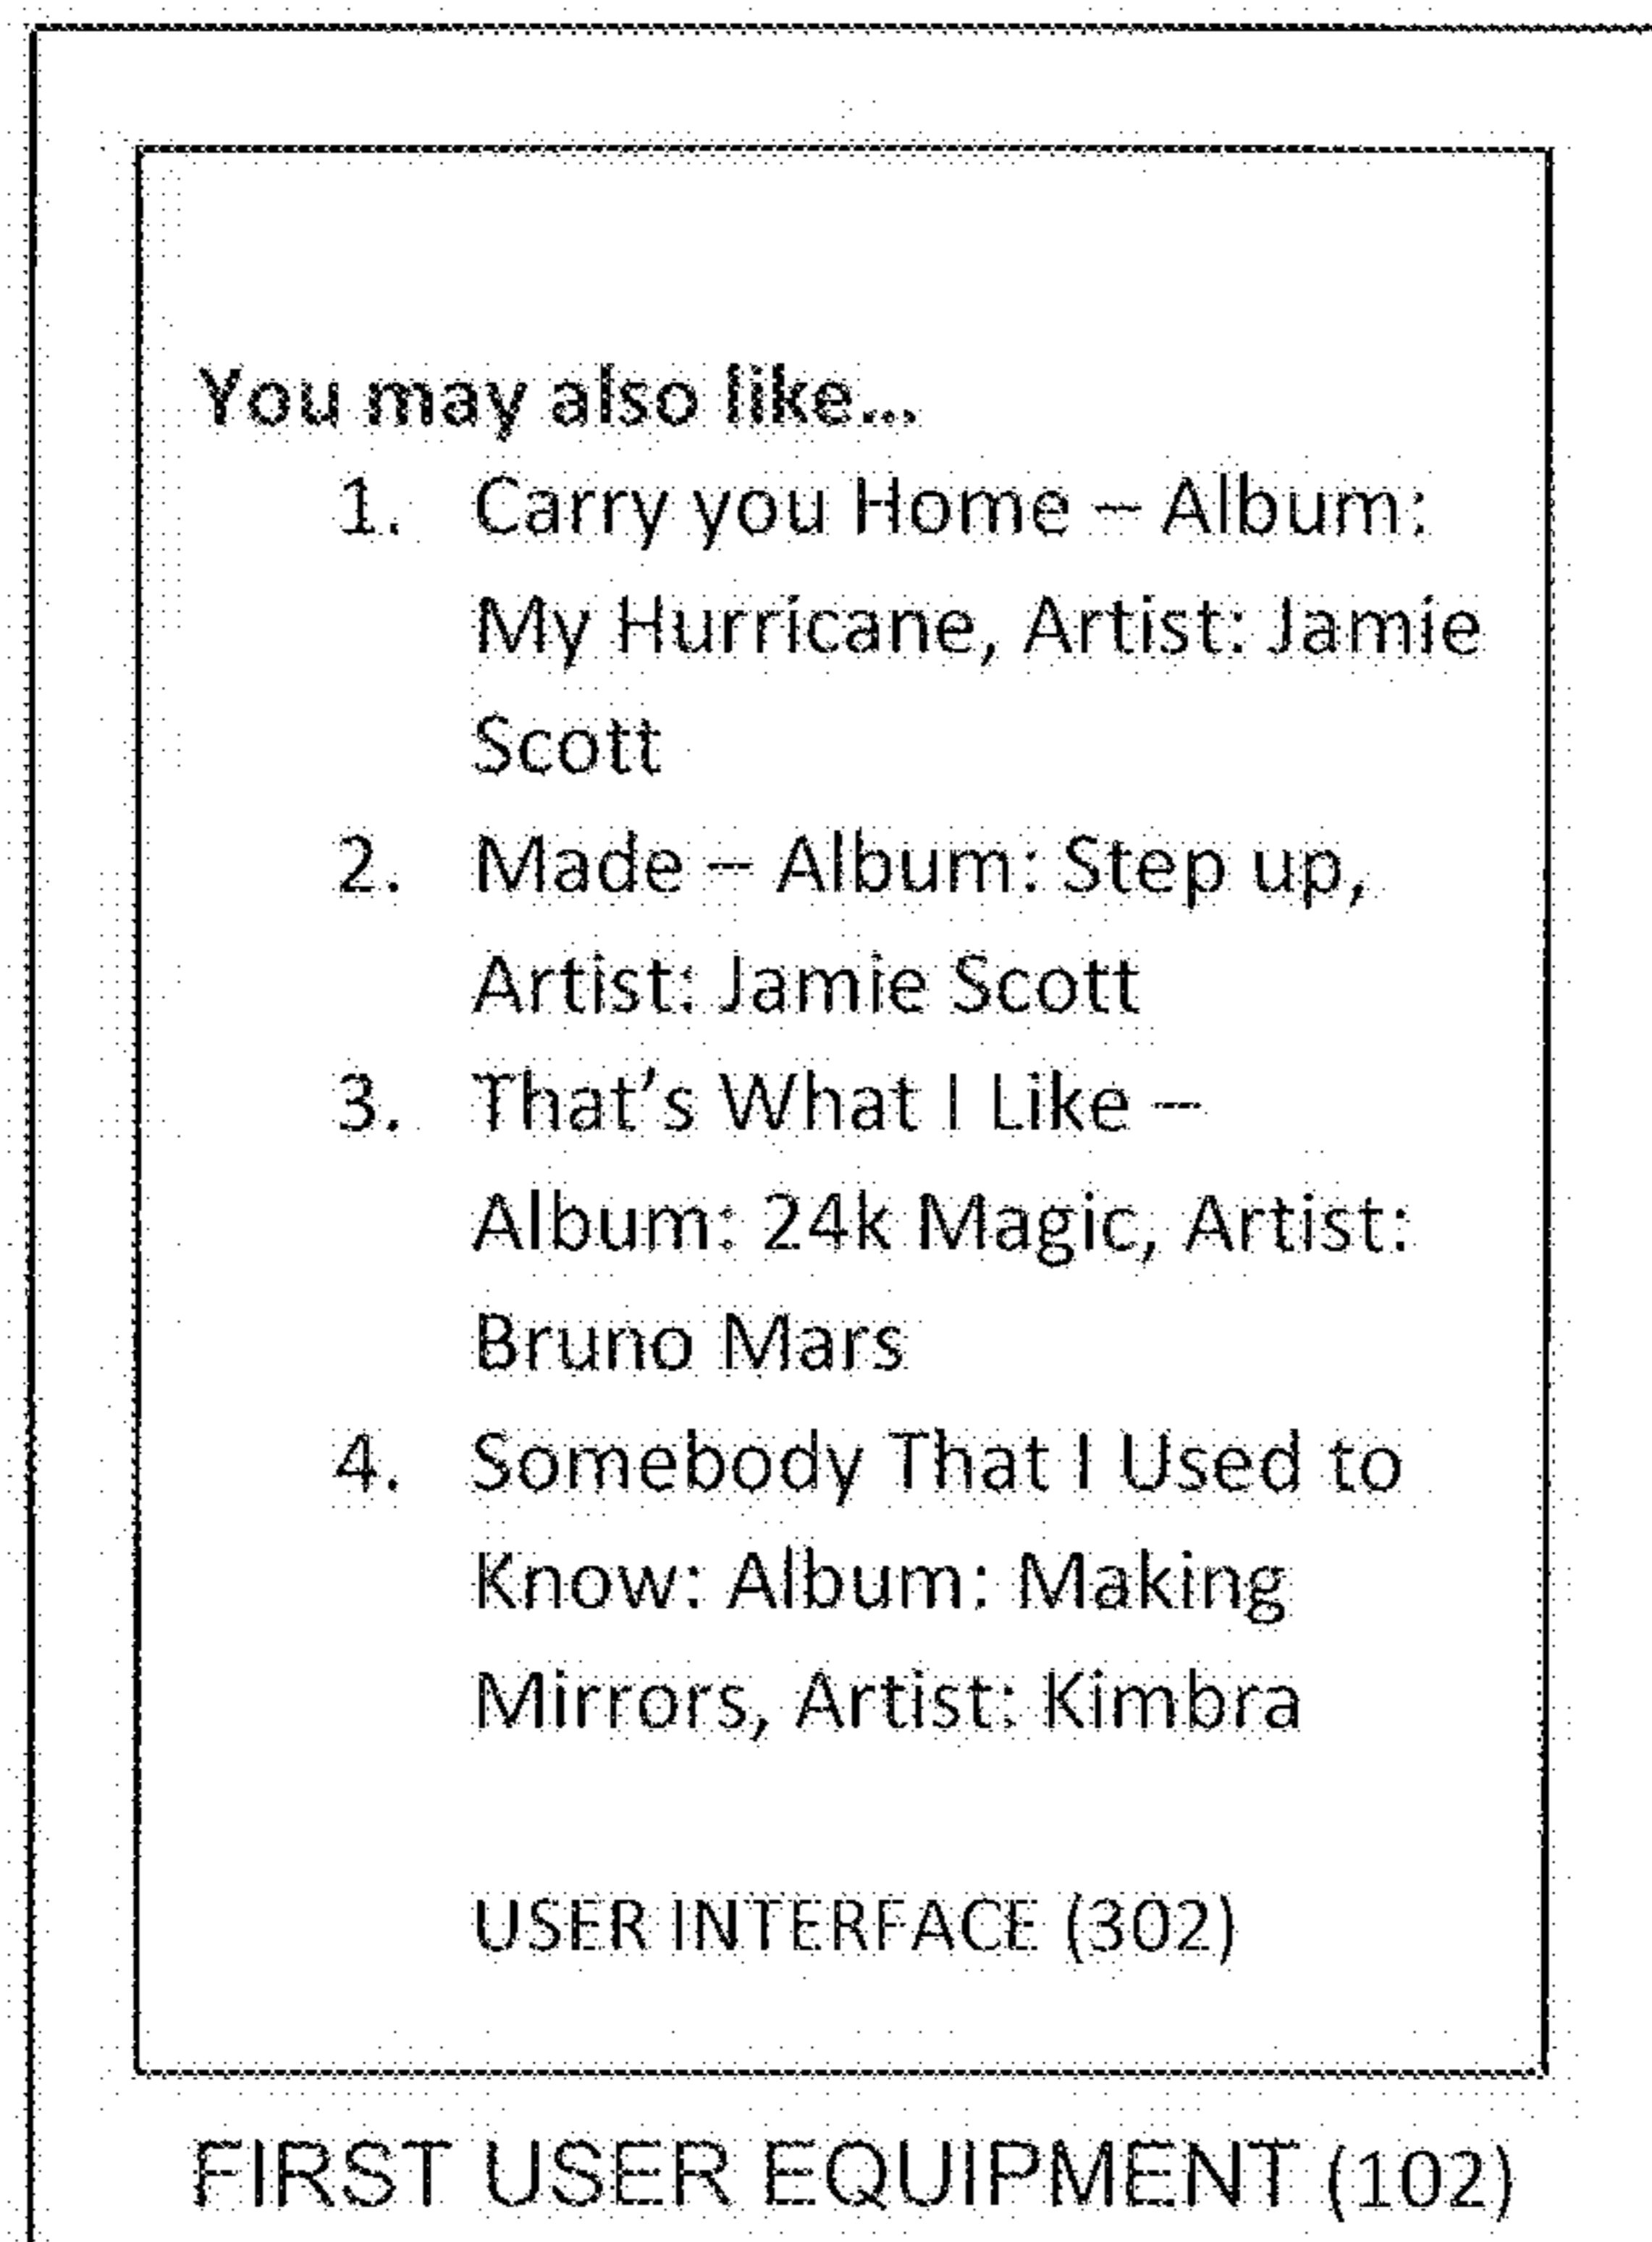 You may also like...
1. Carry you Home – Album:
My Hurricane, Artist: Jamie
Scott
2. Made – Album: Step up,
Artist: Jamie Scott
3. That's What I Like –
Album: 24k Magic, Artist:
Bruno Mars
4. Somebody That I Used to
Know: Album: Making
Mirrors, Artist: Kimbra
USER INTERFACE (302)
FIRST USER EQUIPMENT (102)